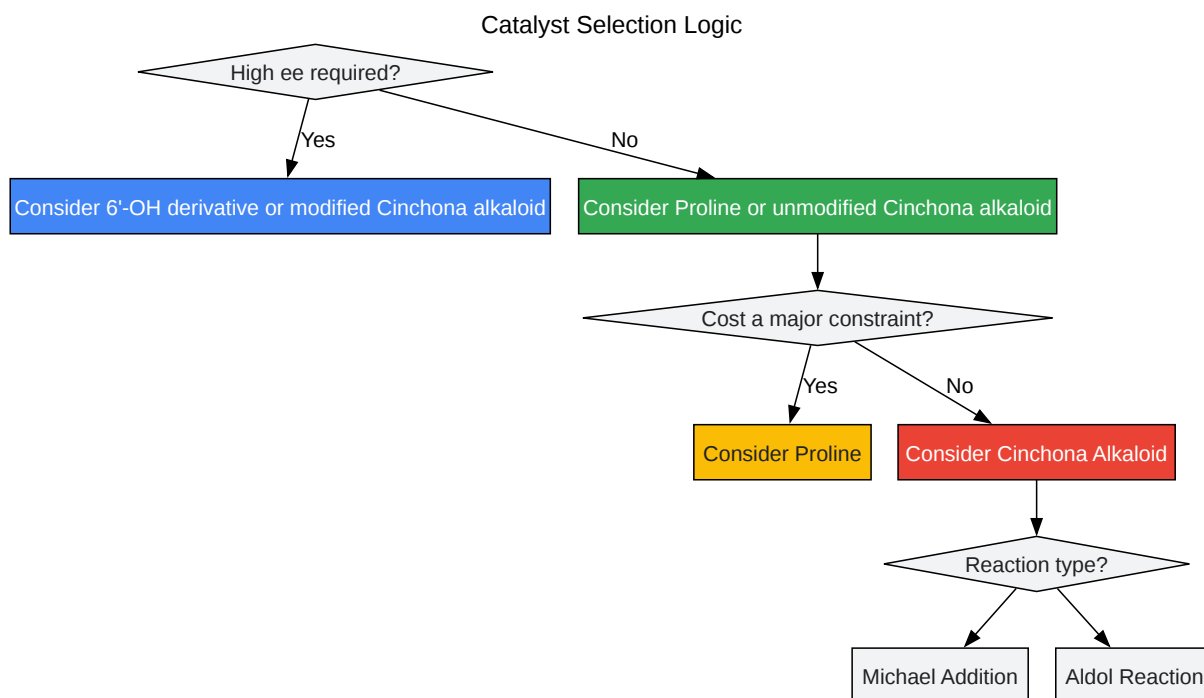 Catalyst Selection Logic
High ee required?
Yes
No
Consider 6'-OH derivative or modified Cinchona alkaloid
Consider Proline or unmodified Cinchona alkaloid
Cost a major constraint?
Yes
No
Consider Proline
Consider Cinchona Alkaloid
Reaction type?
Michael Addition
Aldol Reaction